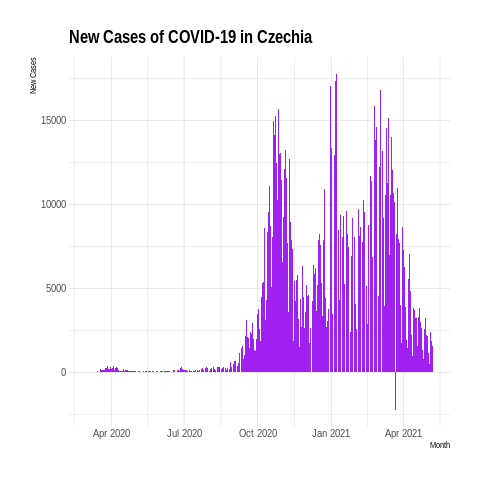 New Cases of COVID-19 in Czechia
New Cases
15000
10000
5000
0
Apr 2020 Jul 2020 Oct 2020 Jan 2021 Apr 2021
Month